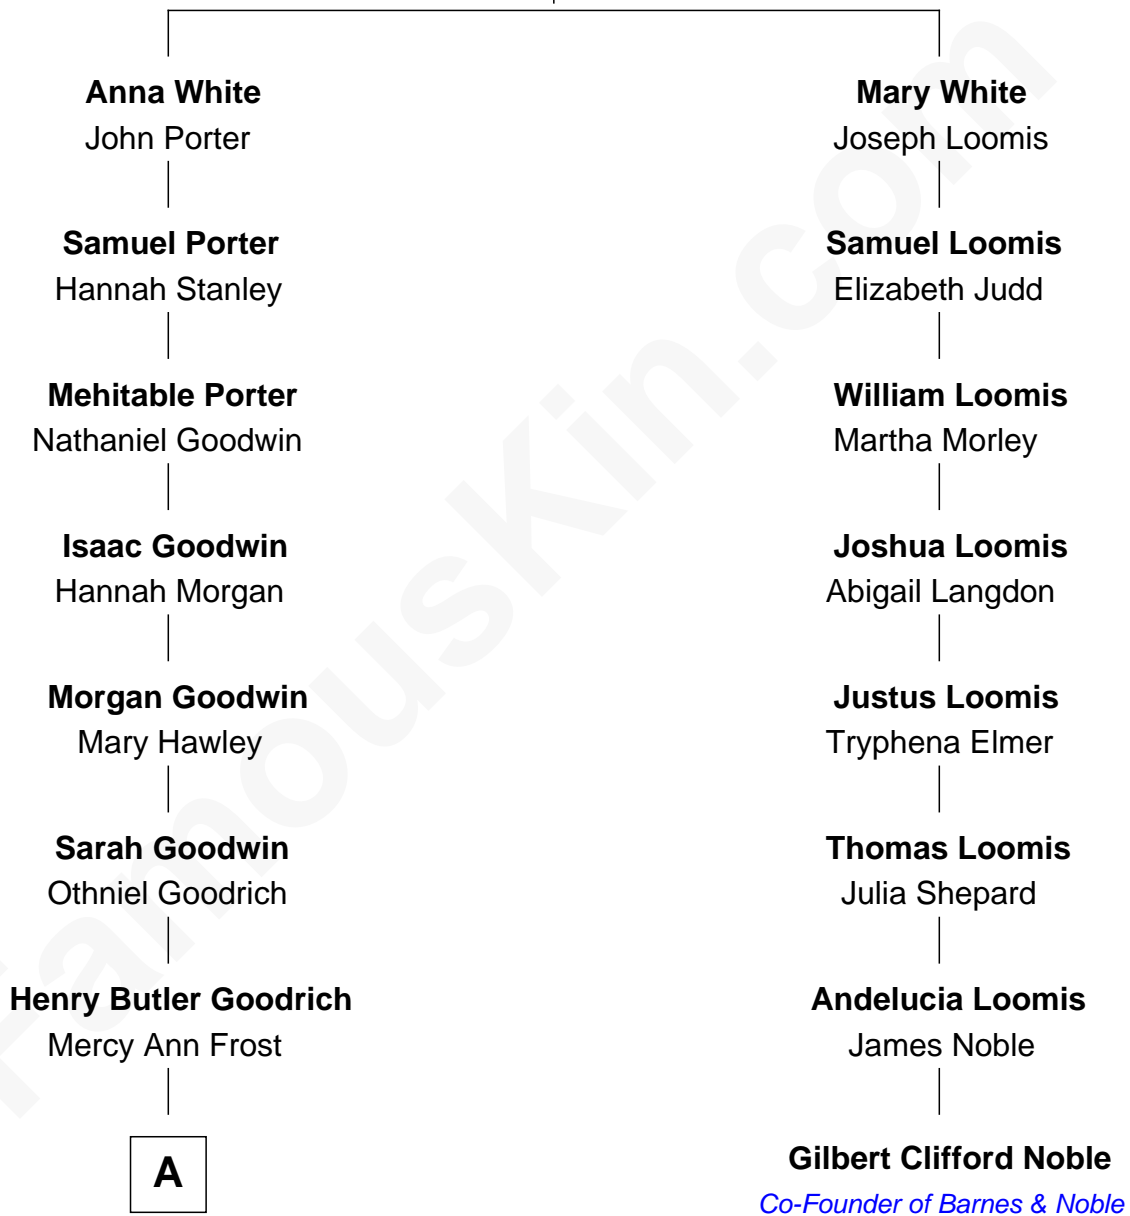 Anna White
John Porter
Samuel Porter
Hannah Stanley
Mehitable Porter
Nathaniel Goodwin
Isaac Goodwin
Hannah Morgan
Morgan Goodwin
Mary Hawley
Sarah Goodwin
Othniel Goodrich
Henry Butler Goodrich
Mercy Ann Frost
A
Mary White
Joseph Loomis
Samuel Loomis
Elizabeth Judd
William Loomis
Martha Morley
Joshua Loomis
Abigail Langdon
Justus Loomis
Tryphena Elmer
Thomas Loomis
Julia Shepard
Andelucia Loomis
James Noble
Gilbert Clifford Noble
Co-Founder of Barnes & Noble
FamousKin.com